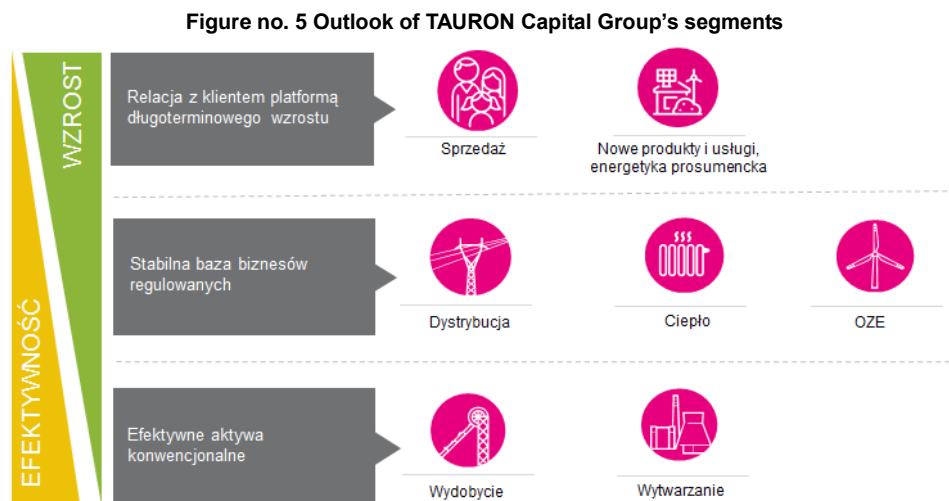 Figure no. 5 Outlook of TAURON Capital Group's segments
WZROST
EFEKTYWNOŚĆ
Relacja z klientem platformą
długoterminowego wzrostu
Sprzedaż
Nowe produkty i usługi,
energetyka prosumencka
Stabilna baza biznesów
regulowanych
Dystrybucja
Ciepło
OZE
Efektywne aktywa
konwencjonalne
Wydobycie
Wytwarzanie